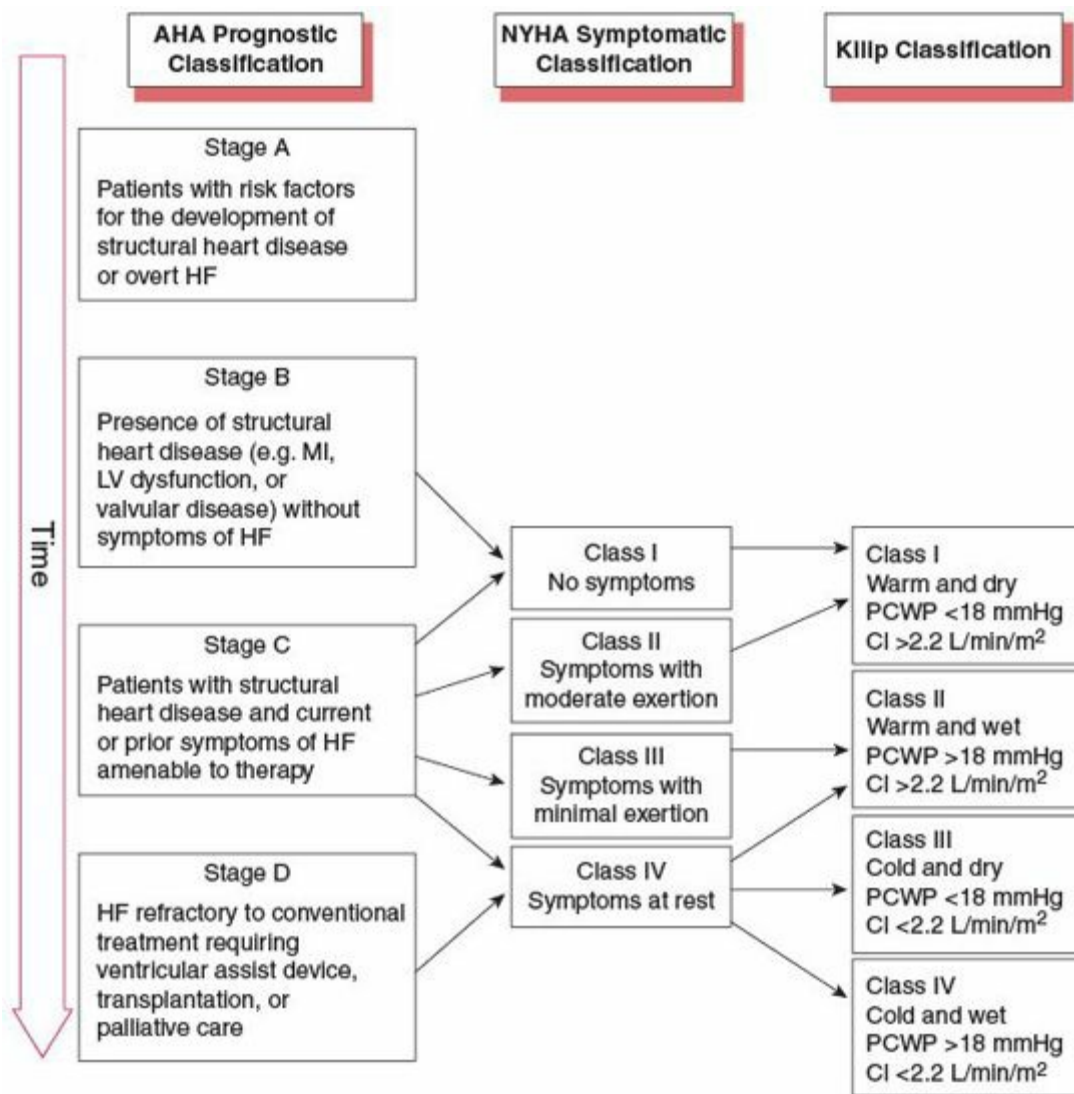 AHA Prognostic
Classification
NYHA Symptomatic
Classification
Killip Classification
Time
Stage A
Patients with risk factors
for the development of
structural heart disease
or overt HF
Stage B
Presence of structural
heart disease (e.g. MI,
LV dysfunction, or
valvular disease) without
symptoms of HF
Stage C
Patients with structural
heart disease and current
or prior symptoms of HF
amenable to therapy
Stage D
HF refractory to conventional
treatment requiring
ventricular assist device,
transplantation, or
palliative care
Class I
No symptoms
Class II
Symptoms with
moderate exertion
Class III
Symptoms with
minimal exertion
Class IV
Symptoms at rest
Class I
Warm and dry
PCWP <18 mmHg
CI >2.2 L/min/m²
Class II
Warm and wet
PCWP >18 mmHg
CI >2.2 L/min/m²
Class III
Cold and dry
PCWP <18 mmHg
CI <2.2 L/min/m²
Class IV
Cold and wet
PCWP >18 mmHg
CI <2.2 L/min/m²